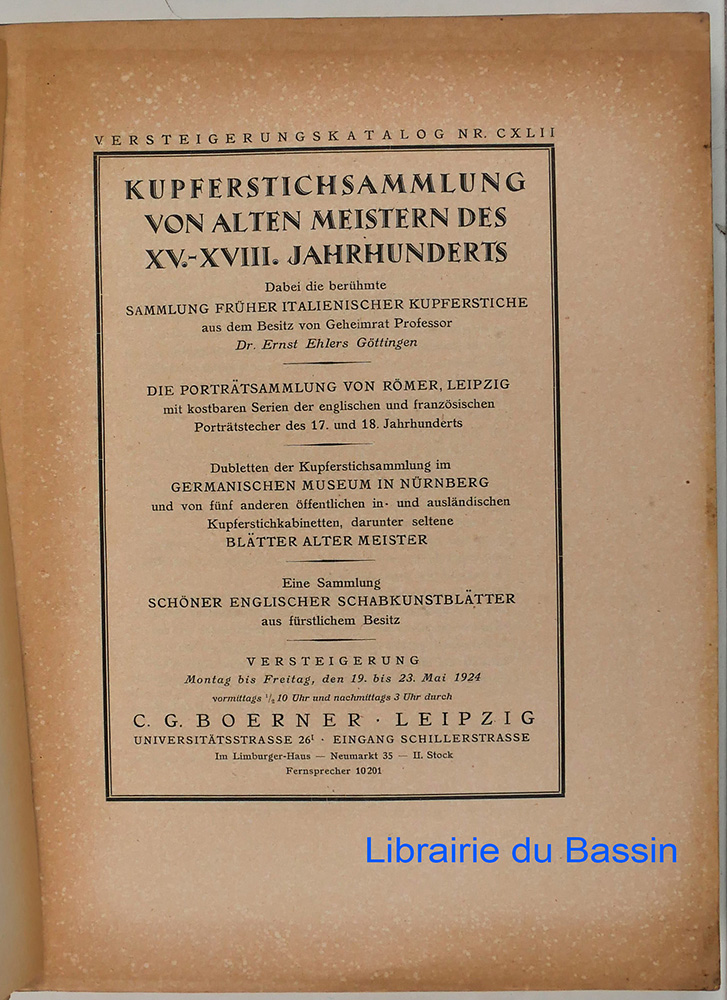 VERSTEIGERUNGSKATALOG NR. CXLII
KUPFERSTICHSAMMLUNG
VON ALTEN MEISTERN DES
XV.-XVIII. JAHRHUNDERTS
Dabei die berühmte
SAMMLUNG FRÜHER ITALIENISCHER KUPFERSTICHE
aus dem Besitz von Geheimrat Professor
Dr. Ernst Ehlers Göttingen
DIE PORTRÄTSAMMLUNG VON RÖMER, LEIPZIG
mit kostbaren Serien der englischen und französischen
Porträtstecher des 17. und 18. Jahrhunderts
Dubletten der Kupferstichsammlung im
GERMANISCHEN MUSEUM IN NÜRNBERG
und von fünf anderen öffentlichen in- und ausländischen
Kupferstichkabinetten, darunter seltene
BLÄTTER ALTER MEISTER
Eine Sammlung
SCHÖNER ENGLISCHER SCHABKUNSTBLÄTTER
aus fürstlichem Besitz
VERSTEIGERUNG
Montag bis Freitag, den 19. bis 23. Mai 1924
vormittags ½10 Uhr und nachmittags 3 Uhr durch
C. G. BOERNER · LEIPZIG
UNIVERSITÄTSSTRASSE 26¹ · EINGANG SCHILLERSTRASSE
Im Limburger-Haus — Neumarkt 35 — II. Stock
Fernsprecher 10201
Librairie du Bassin